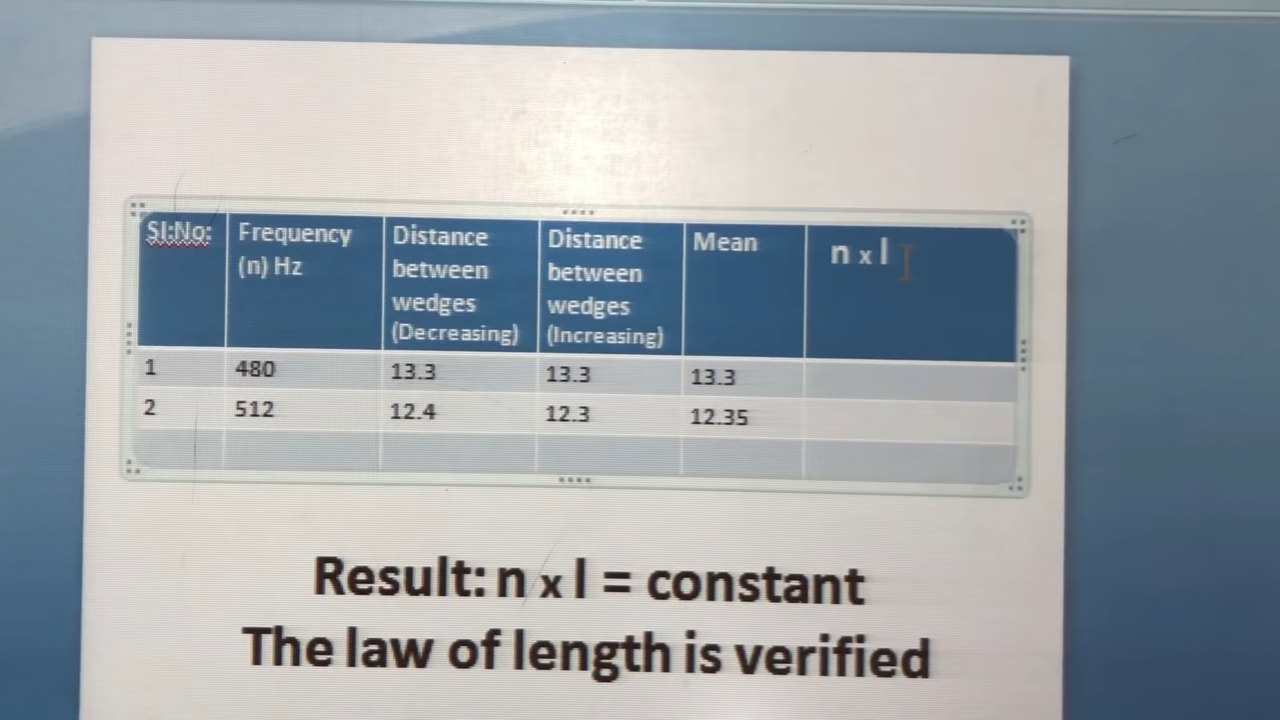 Sl:No: Frequency (n) Hz Distance between wedges (Decreasing) Distance between wedges (Increasing) Mean n x l
1 480 13.3 13.3 13.3
2 512 12.4 12.3 12.35
Result: n x l = constant
The law of length is verified